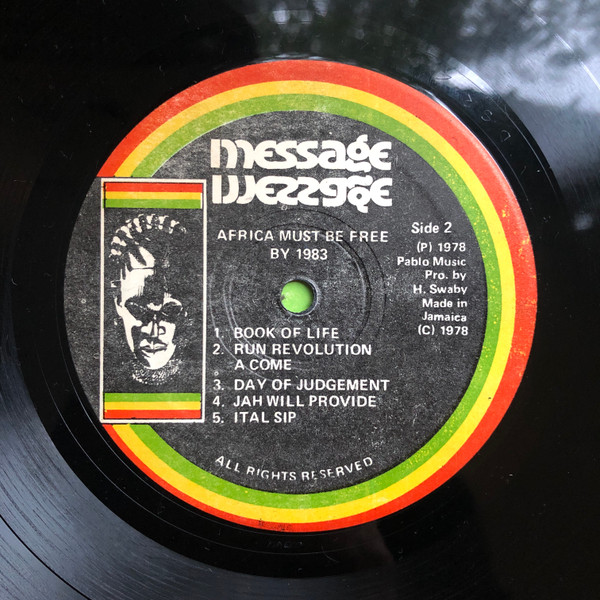 message
message
AFRICA MUST BE FREE
BY 1983
Side 2
(P) 1978
Pablo Music
Pro. by
H. Swaby
Made in
Jamaica
(C) 1978
1. BOOK OF LIFE
2. RUN REVOLUTION
A COME
3. DAY OF JUDGEMENT
4. JAH WILL PROVIDE
5. ITAL SIP
ALL RIGHTS RESERVED